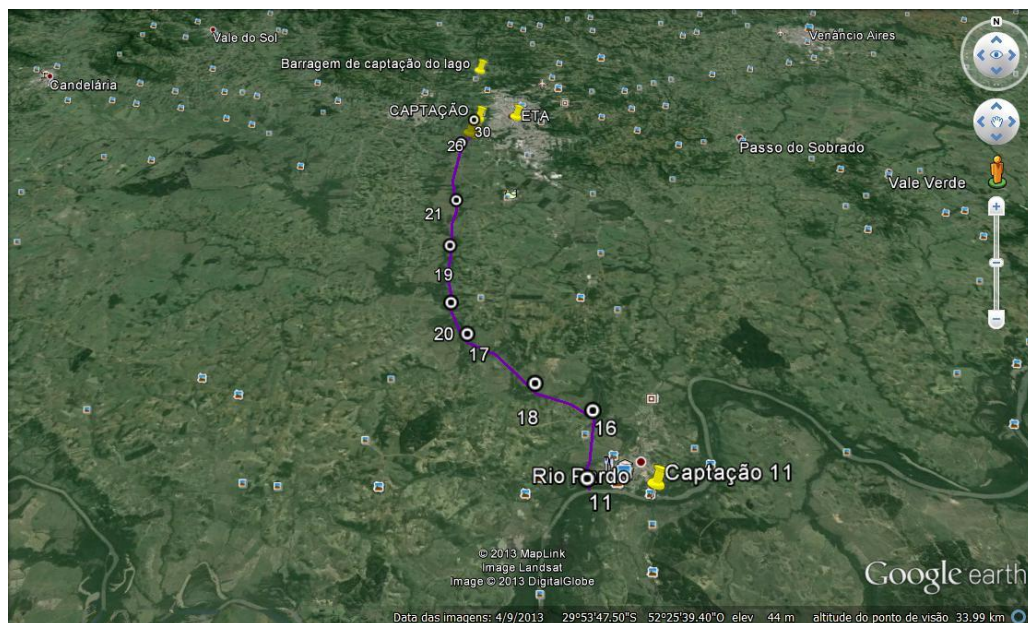 N
Vale do Sol
Venâncio Aires
Barragem de captação do lago
Candelária
CAPTAÇÃO
ETA
30
26
Passo do Sobrado
Vale Verde
21
19
20
17
18
16
Rio Pardo
Captação 11
11
© 2013 MapLink
Image Landsat
Image © 2013 DigitalGlobe
Google earth
Data das imagens: 4/9/2013 29°53'47.50"S 52°25'39.40"O elev 44 m altitude do ponto de visão 33.99 km